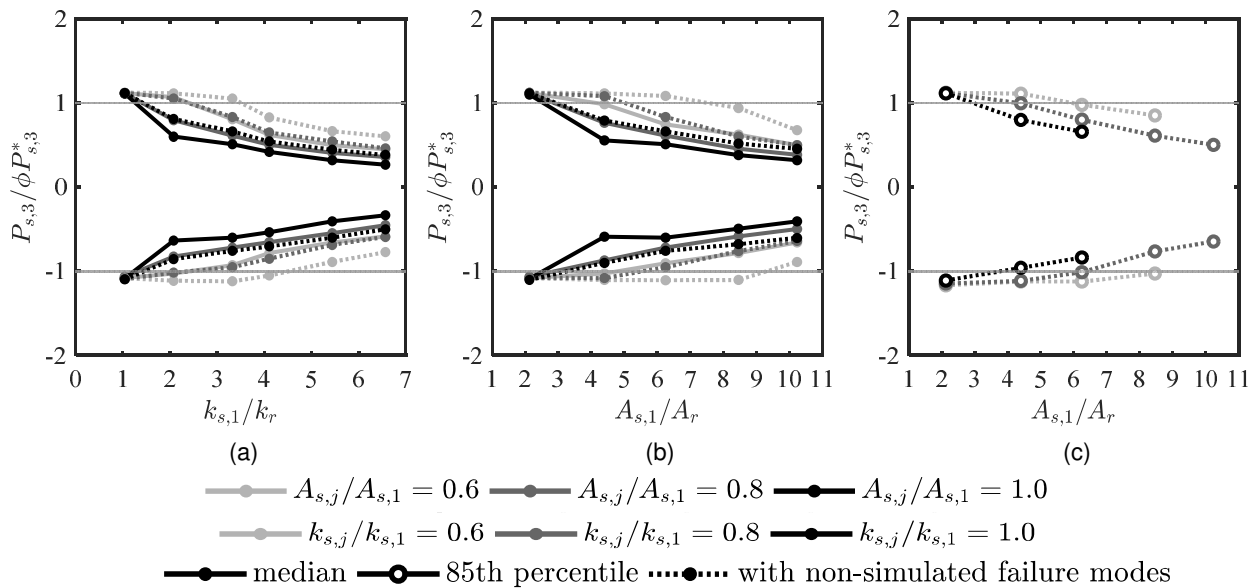 2
1
0
-1
-2
P_{s,3}/ϕP^*_{s,3}
0 1 2 3 4 5 6 7
k_{s,1}/k_r
(a)
2
1
0
-1
-2
P_{s,3}/ϕP^*_{s,3}
1 2 3 4 5 6 7 8 9 10 11
A_{s,1}/A_r
(b)
2
1
0
-1
-2
P_{s,3}/ϕP^*_{s,3}
1 2 3 4 5 6 7 8 9 10 11
A_{s,1}/A_r
(c)
A_{s,j}/A_{s,1} = 0.6 A_{s,j}/A_{s,1} = 0.8 A_{s,j}/A_{s,1} = 1.0
k_{s,j}/k_{s,1} = 0.6 k_{s,j}/k_{s,1} = 0.8 k_{s,j}/k_{s,1} = 1.0
median 85th percentile with non-simulated failure modes